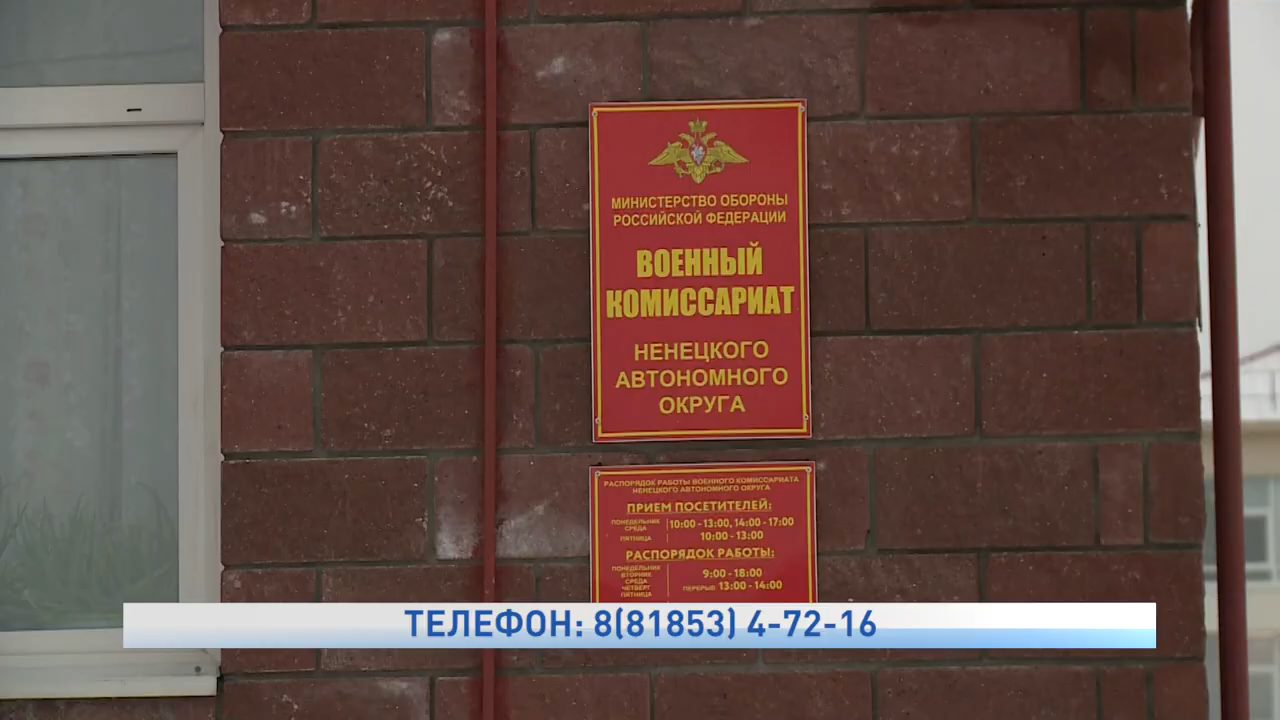 МИНИСТЕРСТВО ОБОРОНЫ
РОССИЙСКОЙ ФЕДЕРАЦИИ
ВОЕННЫЙ
КОМИССАРИАТ
НЕНЕЦКОГО
АВТОНОМНОГО
ОКРУГА
РАСПОРЯДОК РАБОТЫ ВОЕННОГО КОМИССАРИАТА
НЕНЕЦКОГО АВТОНОМНОГО ОКРУГА
ПРИЕМ ПОСЕТИТЕЛЕЙ:
ПОНЕДЕЛЬНИК
СРЕДА
10:00 - 13:00, 14:00 - 17:00
ПЯТНИЦА 10:00 - 13:00
РАСПОРЯДОК РАБОТЫ:
ПОНЕДЕЛЬНИК
ВТОРНИК
СРЕДА
ЧЕТВЕРГ
ПЯТНИЦА
9:00 - 18:00
ПЕРЕРЫВ 13:00 - 14:00
ТЕЛЕФОН: 8(81853) 4-72-16